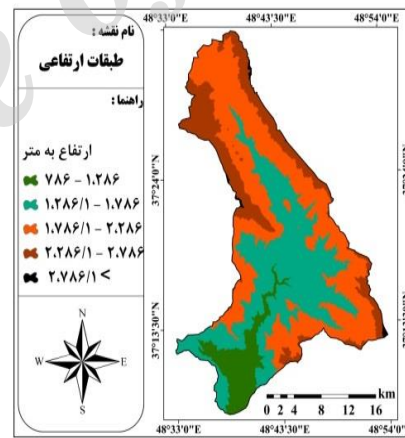 نام نقشه :
طبقات ارتفاعی
راهنما :
ارتفاع به متر
۷۸۶ - ۱.۲۸۶
۱.۲۸۶/۱ - ۱.۷۸۶
۱.۷۸۶/۱ - ۲.۲۸۶
۲.۲۸۶/۱ - ۲.۷۸۶
۲.۷۸۶/۱ >
N
W E
S
48°33'0"E 48°43'30"E 48°54'0"E
37°24'0"N
37°13'30"N
km
0 2 4 8 12 16
48°33'0"E 48°43'30"E 48°54'0"E